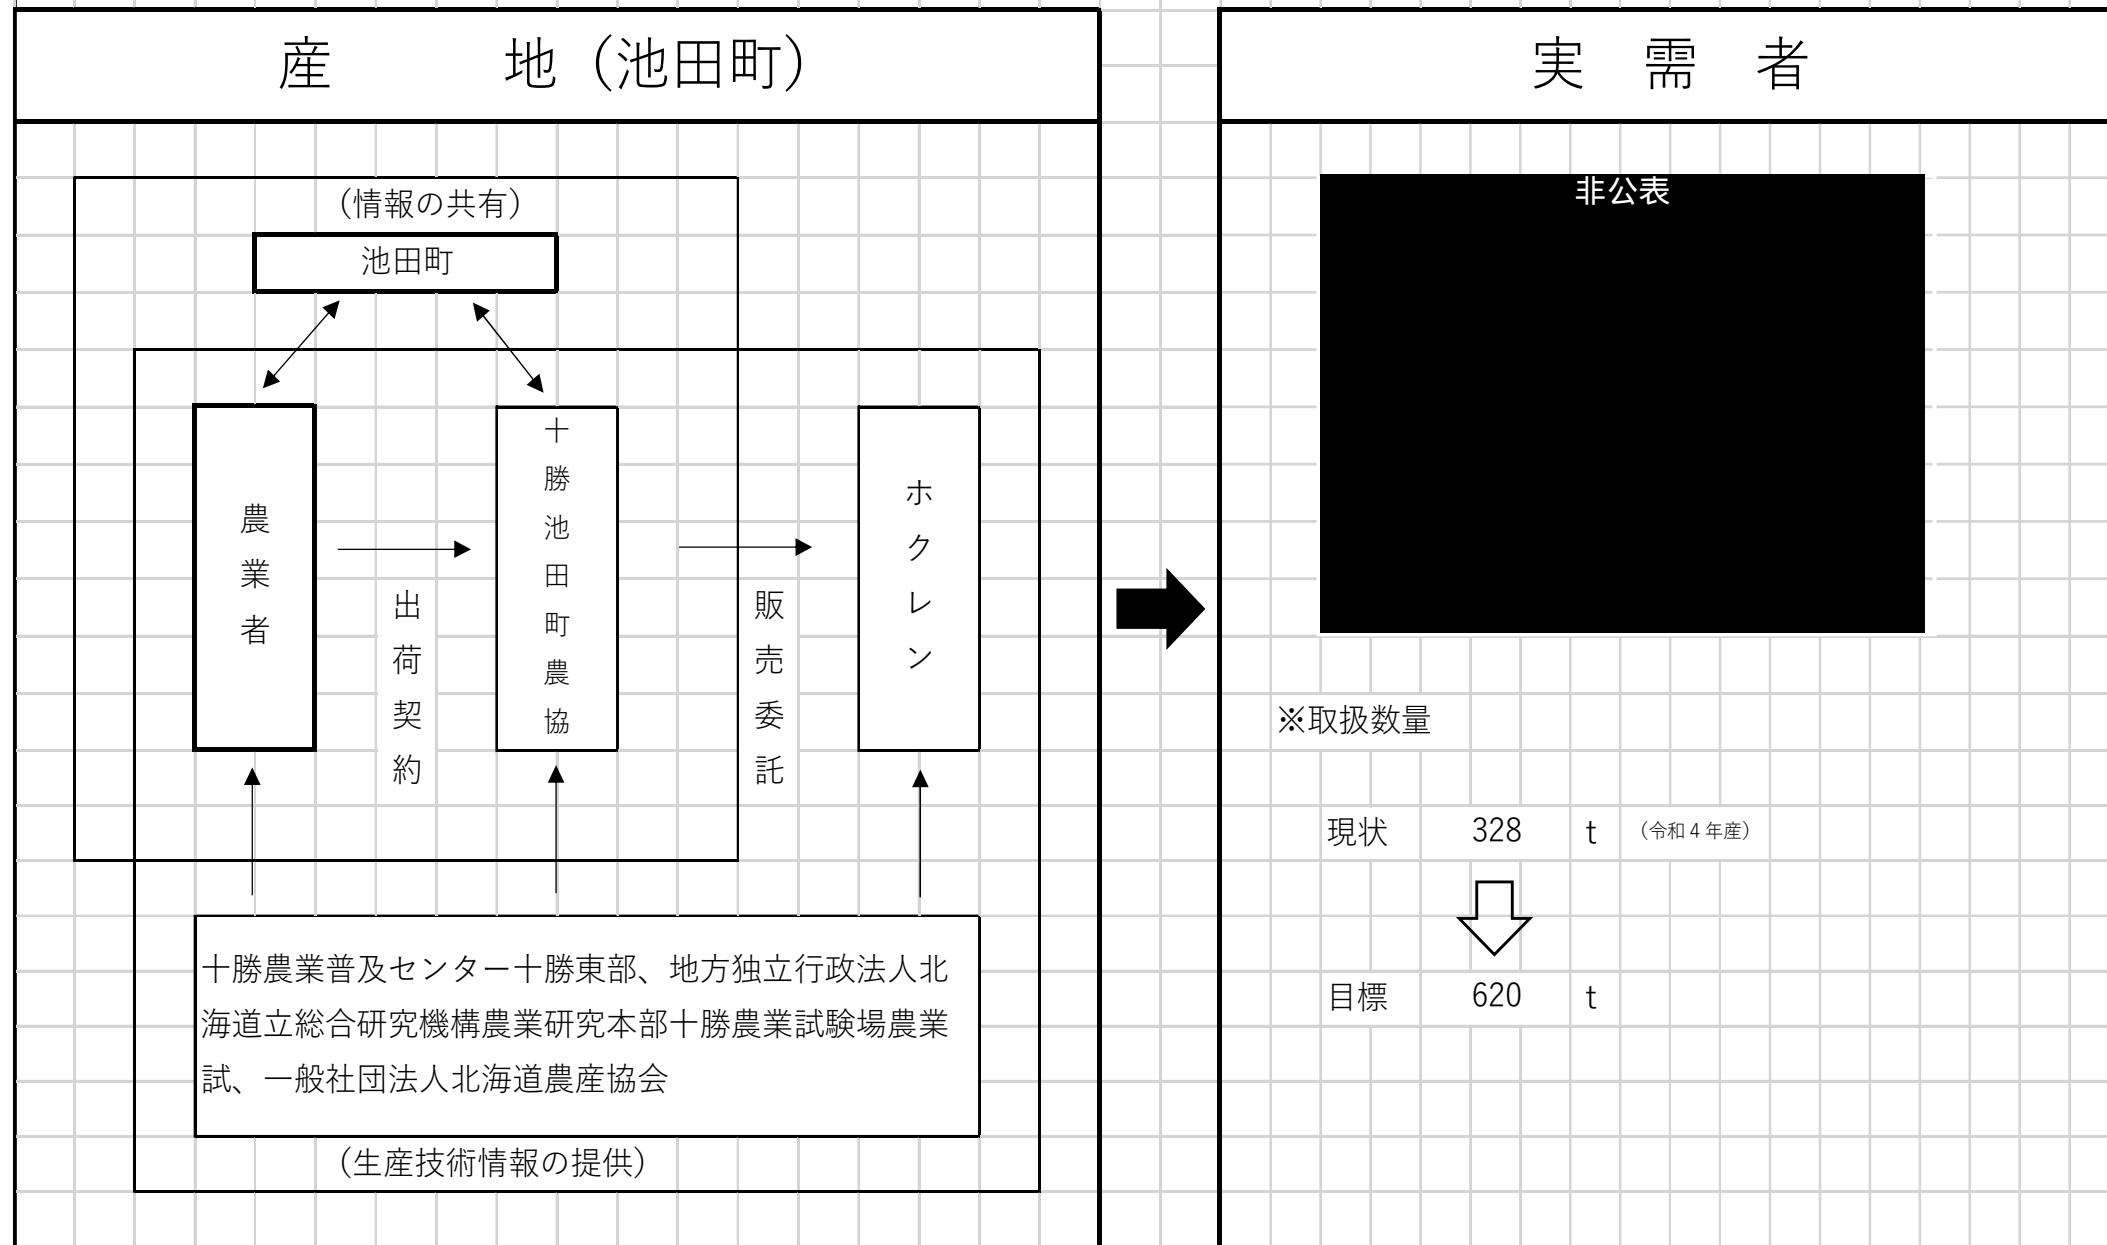 産　地（池田町）
（情報の共有）
池田町
農業者
出荷契約
十勝池田町農協
販売委託
ホクレン
十勝農業普及センター十勝東部、地方独立行政法人北
海道立総合研究機構農業研究本部十勝農業試験場農業
試、一般社団法人北海道農産協会
（生産技術情報の提供）
実　需　者
非公表
※取扱数量
現状　328　t　（令和４年産）
目標　620　t